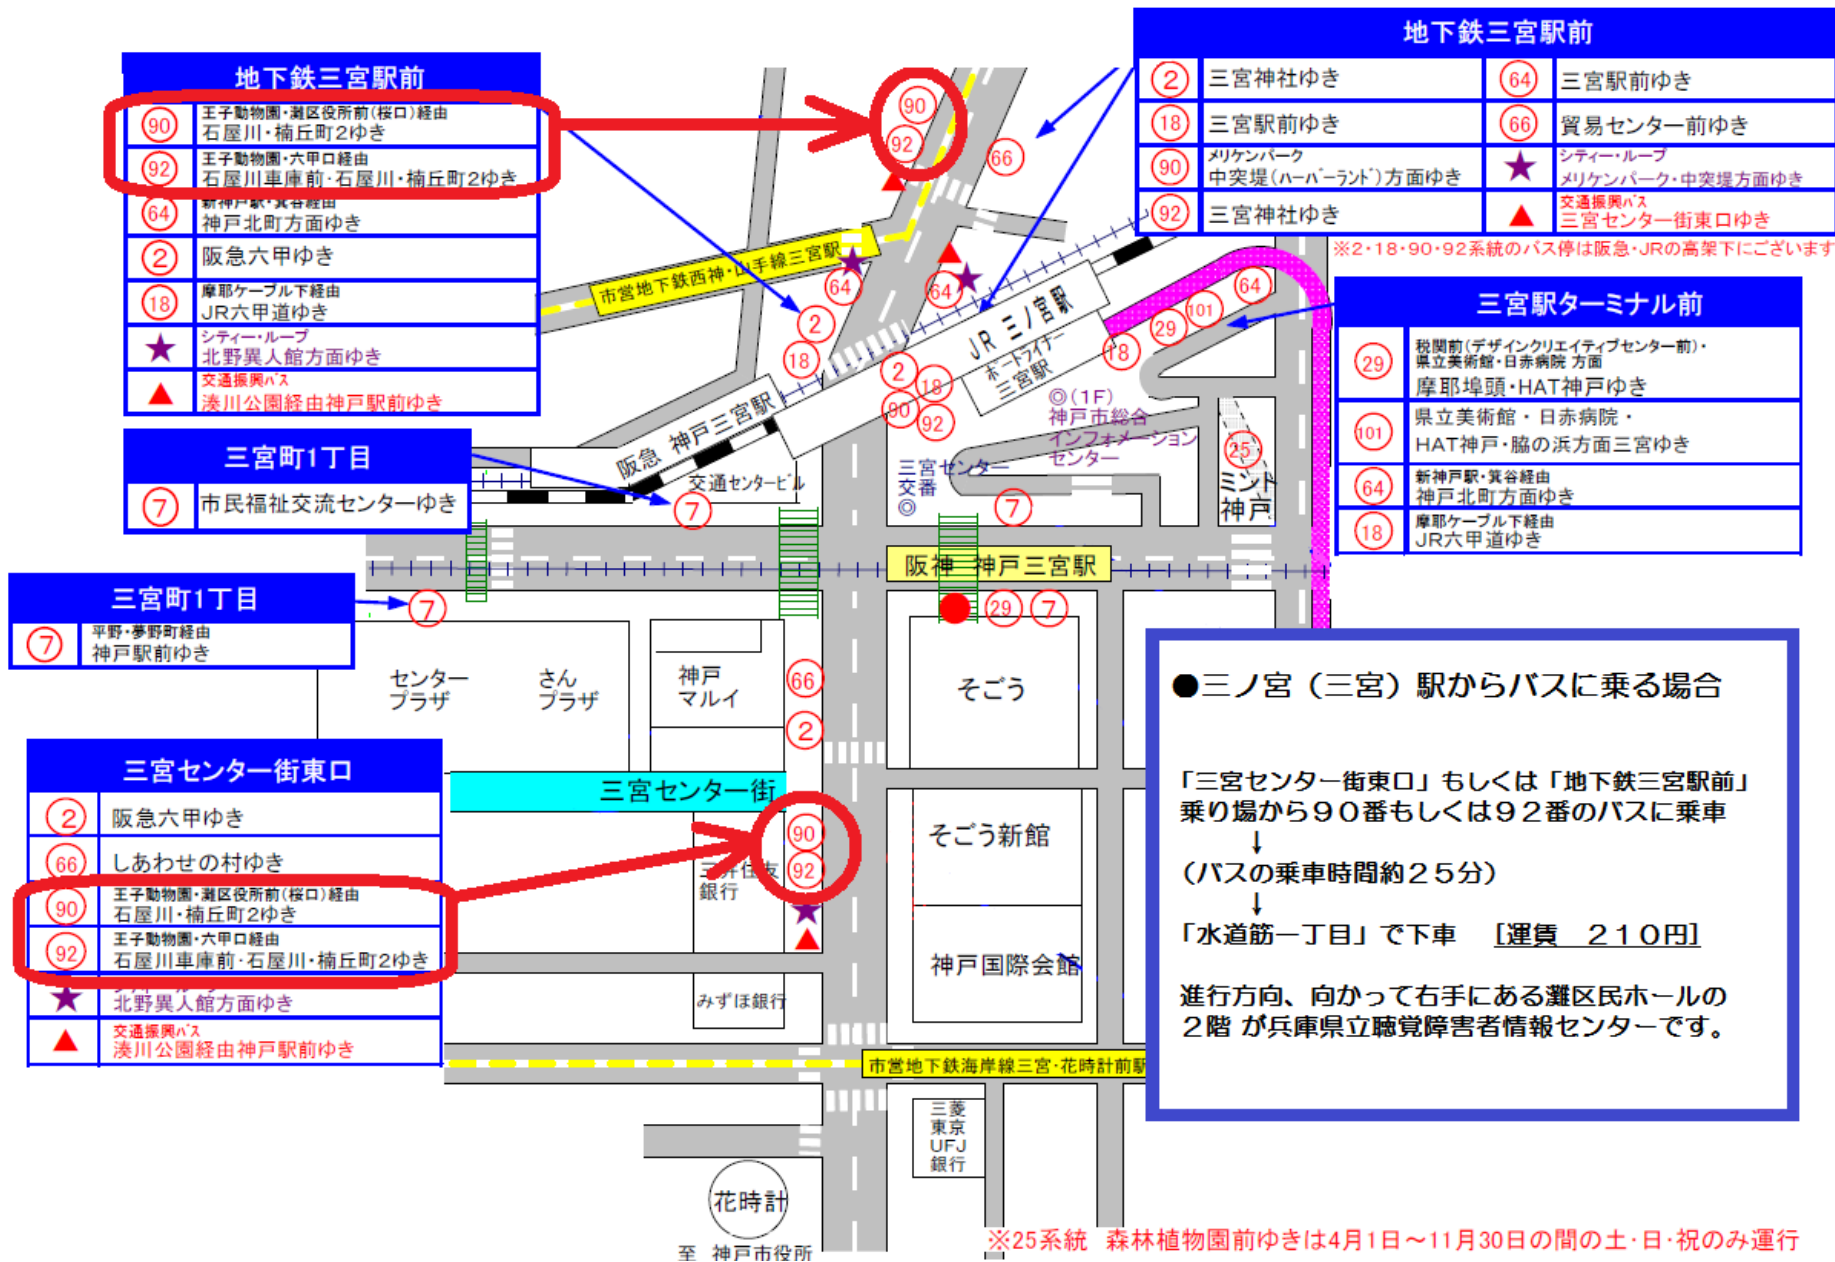 地下鉄三宮駅前
90 王子動物園・灘区役所前(桜口)経由
石屋川・楠丘町2ゆき
92 王子動物園・六甲口経由
石屋川車庫前・石屋川・楠丘町2ゆき
64 新神戸駅・箕谷経由
神戸北町方面ゆき
2 阪急六甲ゆき
18 摩耶ケーブル下経由
JR六甲道ゆき
★ シティー・ループ
北野異人館方面ゆき
▲ 交通振興バス
湊川公園経由神戸駅前ゆき
地下鉄三宮駅前
2 三宮神社ゆき
64 三宮駅前ゆき
18 三宮駅前ゆき
66 貿易センター前ゆき
90 メリケンパーク
中突堤(ハーバーランド)方面ゆき
★ シティー・ループ
メリケンパーク・中突堤方面ゆき
92 三宮神社ゆき
▲ 交通振興バス
三宮センター街東口ゆき
※2・18・90・92系統のバス停は阪急・JRの高架下にございます
三宮駅ターミナル前
29 税関前(デザインクリエイティブセンター前)・
県立美術館・日赤病院 方面
摩耶埠頭・HAT神戸ゆき
101 県立美術館・日赤病院・
HAT神戸・脇の浜方面三宮ゆき
64 新神戸駅・箕谷経由
神戸北町方面ゆき
18 摩耶ケーブル下経由
JR六甲道ゆき
三宮町1丁目
7 市民福祉交流センターゆき
三宮町1丁目
7 平野・夢野町経由
神戸駅前ゆき
三宮センター街東口
2 阪急六甲ゆき
66 しあわせの村ゆき
90 王子動物園・灘区役所前(桜口)経由
石屋川・楠丘町2ゆき
92 王子動物園・六甲口経由
石屋川車庫前・石屋川・楠丘町2ゆき
★ 北野異人館方面ゆき
▲ 交通振興バス
湊川公園経由神戸駅前ゆき
90
92
66
市営地下鉄西神・山手線三宮駅
64
64
2
18
JR 三ノ宮駅
ポートライナー
三宮駅
64
101
29
18
2
18
90
92
阪急 神戸三宮駅
交通センタービル
7
◎(1F)
神戸市総合
インフォメーション
センター
三宮センター
交番
◎
7
25
ミント
神戸
阪神 神戸三宮駅
7
29
7
センター
プラザ
さん
プラザ
神戸
マルイ
66
2
そごう
三宮センター街
90
92
三井住友
銀行
そごう新館
神戸国際会館
みずほ銀行
市営地下鉄海岸線三宮・花時計前駅
三菱
東京
UFJ
銀行
花時計
至 神戸市役所
●三ノ宮（三宮）駅からバスに乗る場合
「三宮センター街東口」もしくは「地下鉄三宮駅前」
乗り場から９０番もしくは９２番のバスに乗車
↓
（バスの乗車時間約２５分）
↓
「水道筋一丁目」で下車 [運賃 ２１０円]
進行方向、向かって右手にある灘区民ホールの
２階 が兵庫県立聴覚障害者情報センターです。
※25系統 森林植物園前ゆきは4月1日～11月30日の間の土・日・祝のみ運行